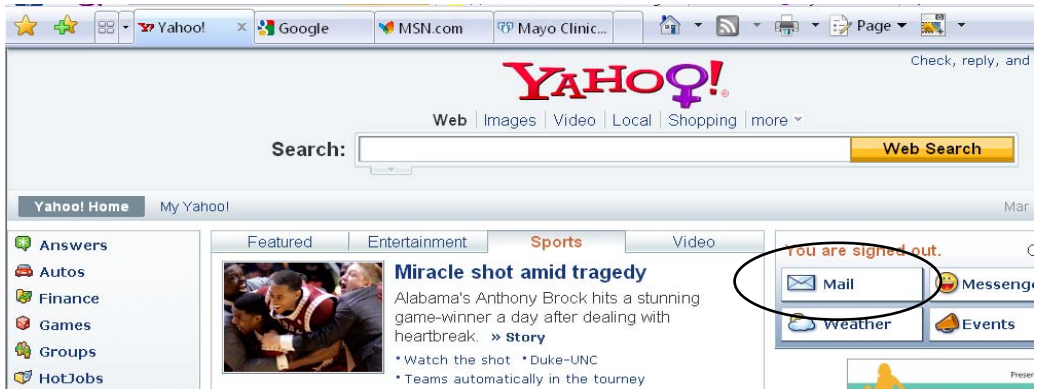 Yahoo! Google MSN.com Mayo Clinic... Page
Check, reply, and
YAHOO!
Web Images Video Local Shopping more
Search: Web Search
Yahoo! Home My Yahoo! Mar
Answers
Autos
Finance
Games
Groups
HotJobs
Featured Entertainment Sports Video
Miracle shot amid tragedy
Alabama's Anthony Brock hits a stunning
game-winner a day after dealing with
heartbreak. » Story
• Watch the shot • Duke-UNC
• Teams automatically in the tourney
You are signed out.
Mail Messenge
Weather Events
Presen